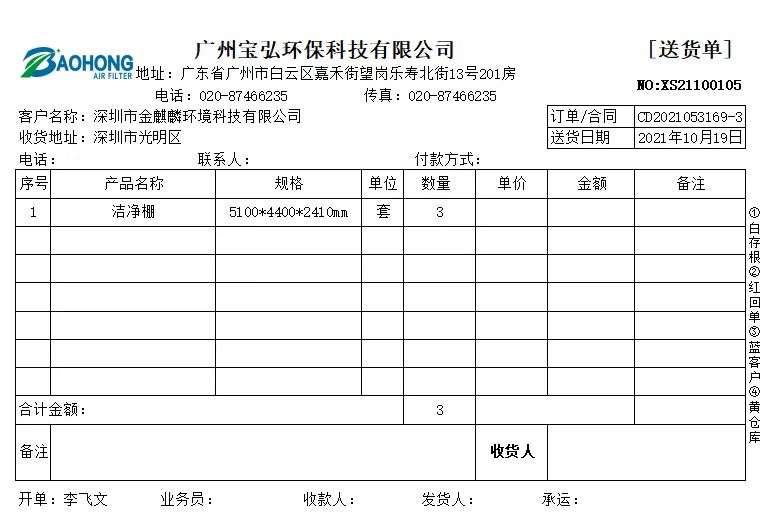 广州宝弘环保科技有限公司
[送货单]
BAOHONG
AIR FILTER
地址：广东省广州市白云区嘉禾街望岗乐寿北街13号201房
NO:XS21100105
电话：020-87466235 传真：020-87466235
客户名称：深圳市金麒麟环境科技有限公司
订单/合同 CD2021053169-3
收货地址：深圳市光明区
送货日期 2021年10月19日
电话： 联系人： 付款方式：
序号 产品名称 规格 单位 数量 单价 金额 备注
1 洁净棚 5100*4400*2410mm 套 3
合计金额： 3
备注 收货人
①白存根②红回单③蓝客户④黄仓库
开单：李飞文 业务员： 收款人： 发货人： 承运：